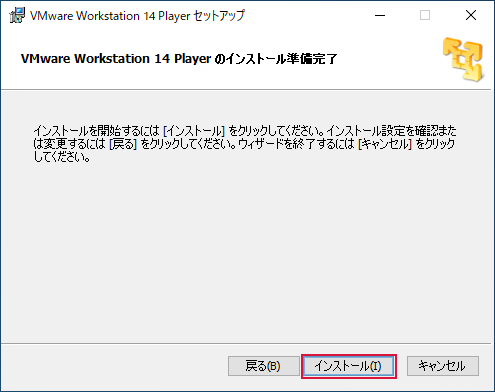 VMware Workstation 14 Player セットアップ
VMware Workstation 14 Player のインストール準備完了
インストールを開始するには [インストール] をクリックしてください。インストール設定を確認また
は変更するには [戻る] をクリックしてください。ウィザードを終了するには [キャンセル] をクリック
してください。
戻る(B) インストール(I) キャンセル